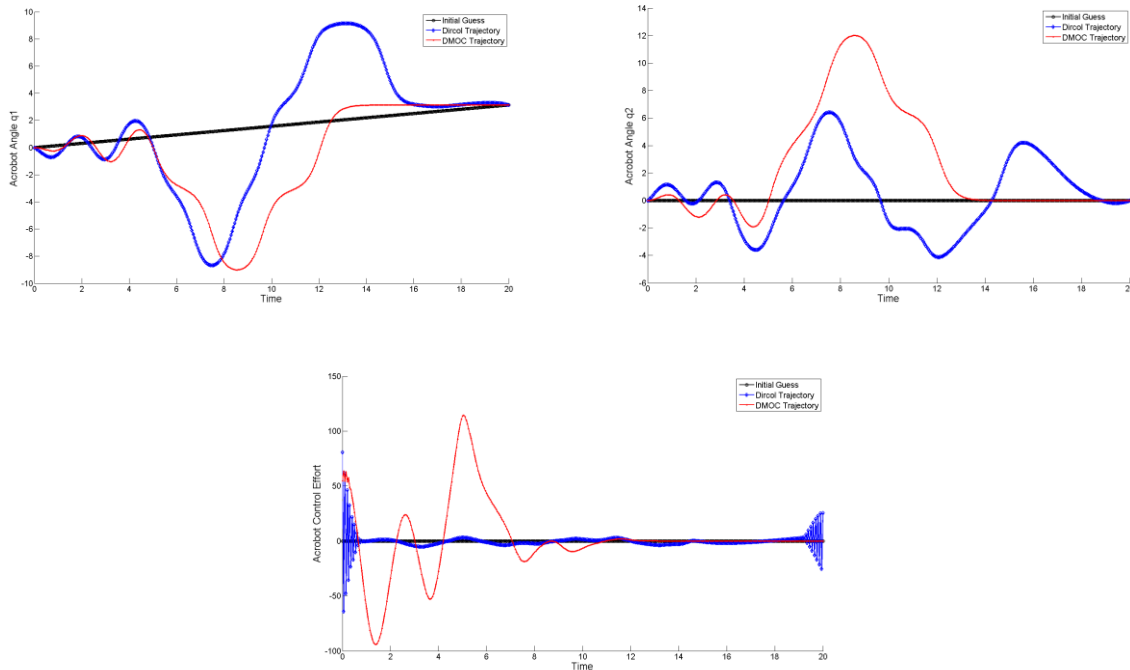 12
10
8
6
4
2
0
-2
-4
-6
-8
-10
Acrobot Angle q1
0 2 4 6 8 10 12 14 16 18 20
Time
Initial Guess
Dircol Trajectory
DMOC Trajectory
14
12
10
8
6
4
2
0
-2
-4
-6
Acrobot Angle q2
0 2 4 6 8 10 12 14 16 18 20
Time
Initial Guess
Dircol Trajectory
DMOC Trajectory
150
100
50
0
-50
-100
Acrobot Control Effort
0 2 4 6 8 10 12 14 16 18 20
Time
Initial Guess
Dircol Trajectory
DMOC Trajectory